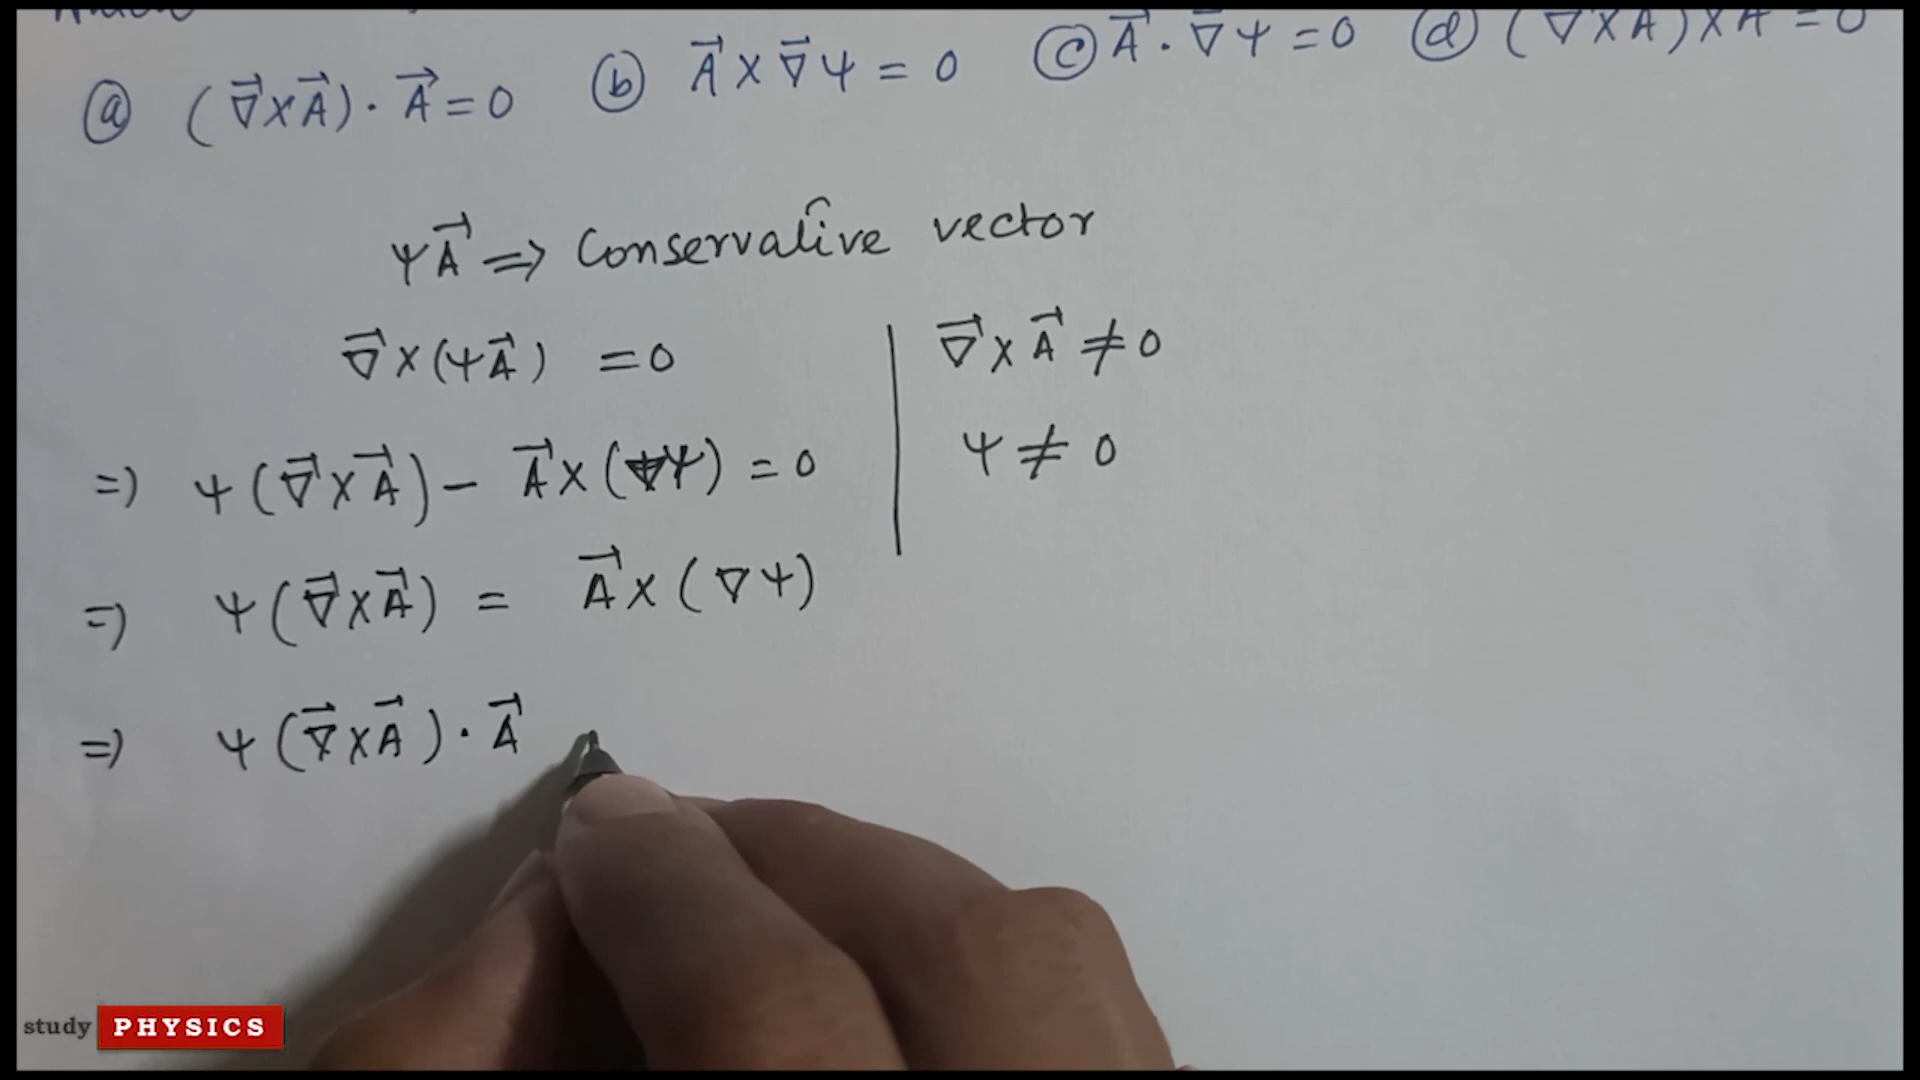 ⓐ (∇⃗×A⃗)·A⃗=0 ⓑ A⃗×∇⃗ψ=0 ⓒ A⃗·∇⃗ψ=0 ⓓ (∇×A)×A=0
ψA⃗ ⇒ Conservative vector
∇⃗×(ψA⃗) =0
∇⃗×A⃗≠0
⇒ ψ(∇⃗×A⃗)- A⃗×(∇ψ)=0
ψ≠0
⇒ ψ(∇⃗×A⃗) = A⃗×(∇ψ)
⇒ ψ(∇⃗×A⃗)·A⃗
study PHYSICS